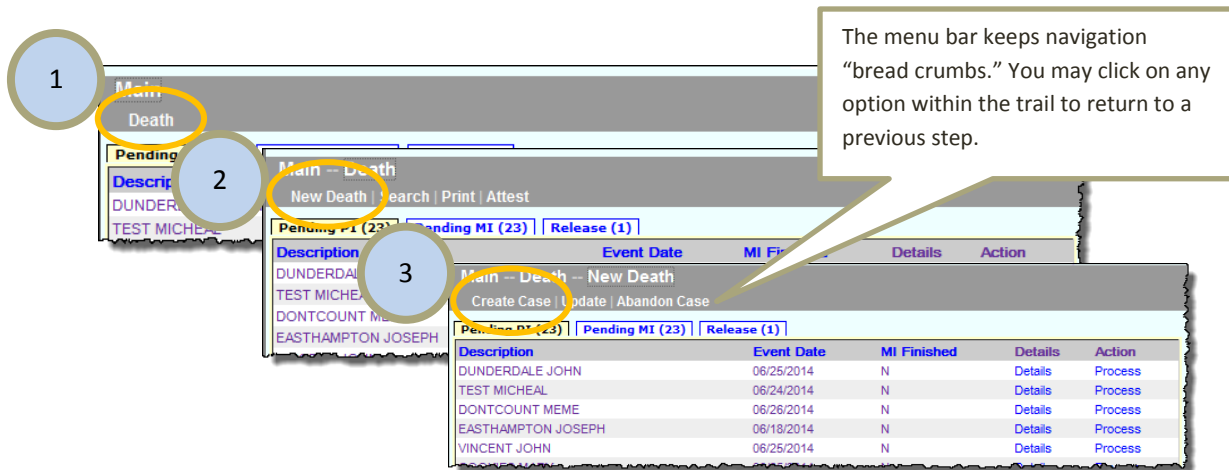 The menu bar keeps navigation
“bread crumbs.” You may click on any
option within the trail to return to a
previous step.
1
Main
Death
Pending
DUNDER
TEST MICHEAL
2
Main -- Death
New Death | Search | Print | Attest
Pending PI (23) Pending MI (23) Release (1)
Description Event Date Details Action
DUNDERDAL
TEST MICHEA
DONTCOUNT ME
EASTHAMPTON JOSEPH
3
Main -- Death -- New Death
Create Case | Update | Abandon Case
Pending PI (23) Pending MI (23) Release (1)
Description Event Date MI Finished Details Action
DUNDERDALE JOHN 06/25/2014 N Details Process
TEST MICHEAL 06/24/2014 N Details Process
DONTCOUNT MEME 06/26/2014 N Details Process
EASTHAMPTON JOSEPH 06/18/2014 N Details Process
VINCENT JOHN 06/25/2014 N Details Process